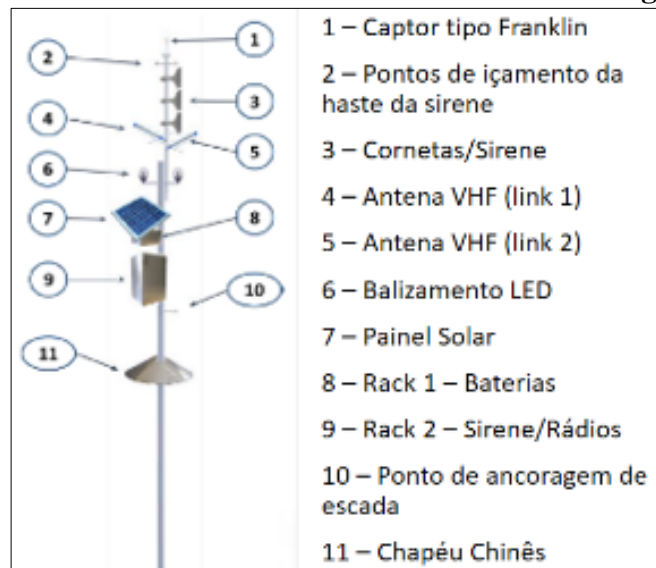 1
2
3
4
5
6
7
8
9
10
11
1 – Captor tipo Franklin
2 – Pontos de içamento da
haste da sirene
3 – Cornetas/Sirene
4 – Antena VHF (link 1)
5 – Antena VHF (link 2)
6 – Balizamento LED
7 – Painel Solar
8 – Rack 1 – Baterias
9 – Rack 2 – Sirene/Rádios
10 – Ponto de ancoragem de
escada
11 – Chapéu Chinês